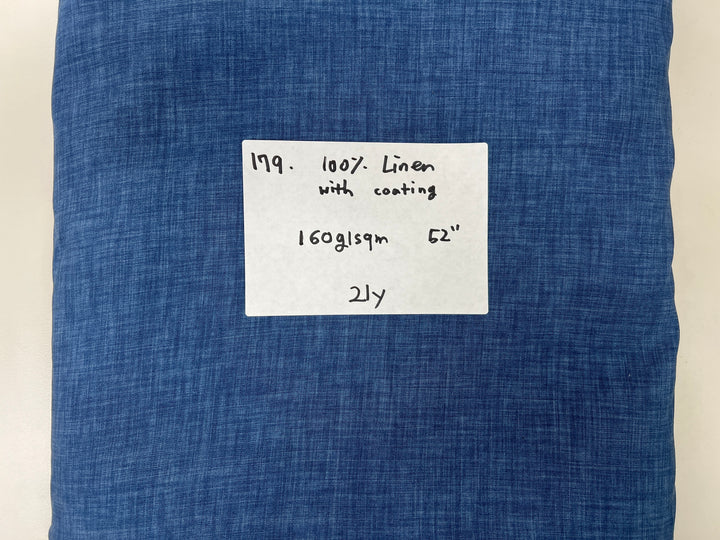 179. 100% Linen
with coating
160g/sqm 52"
21y